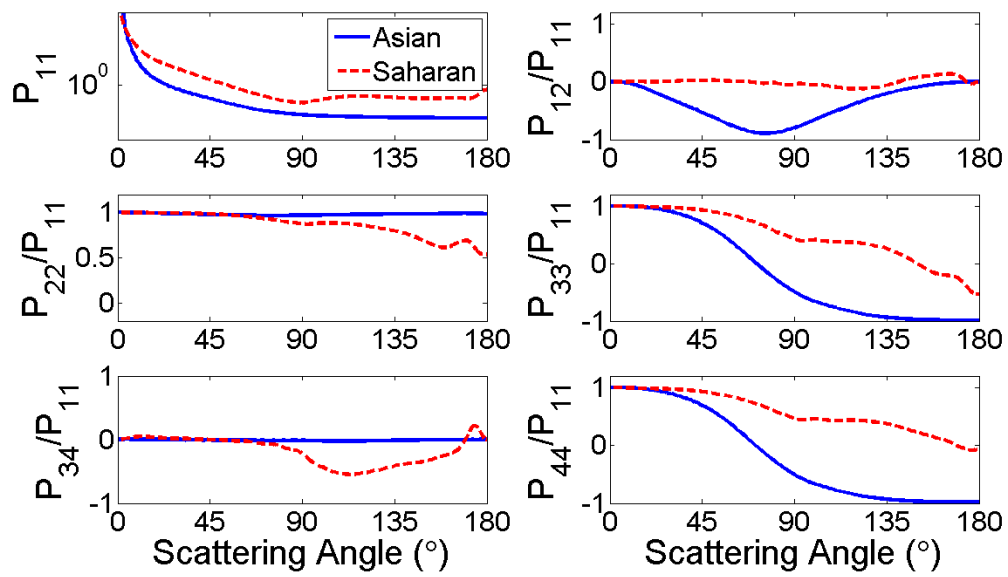 P11
10^0
Asian
Saharan
0 45 90 135 180
P12/P11
1
0
-1
0 45 90 135 180
P22/P11
1
0.5
0
0 45 90 135 180
P33/P11
1
0
-1
0 45 90 135 180
P34/P11
1
0
-1
0 45 90 135 180
Scattering Angle (°)
P44/P11
1
0
-1
0 45 90 135 180
Scattering Angle (°)